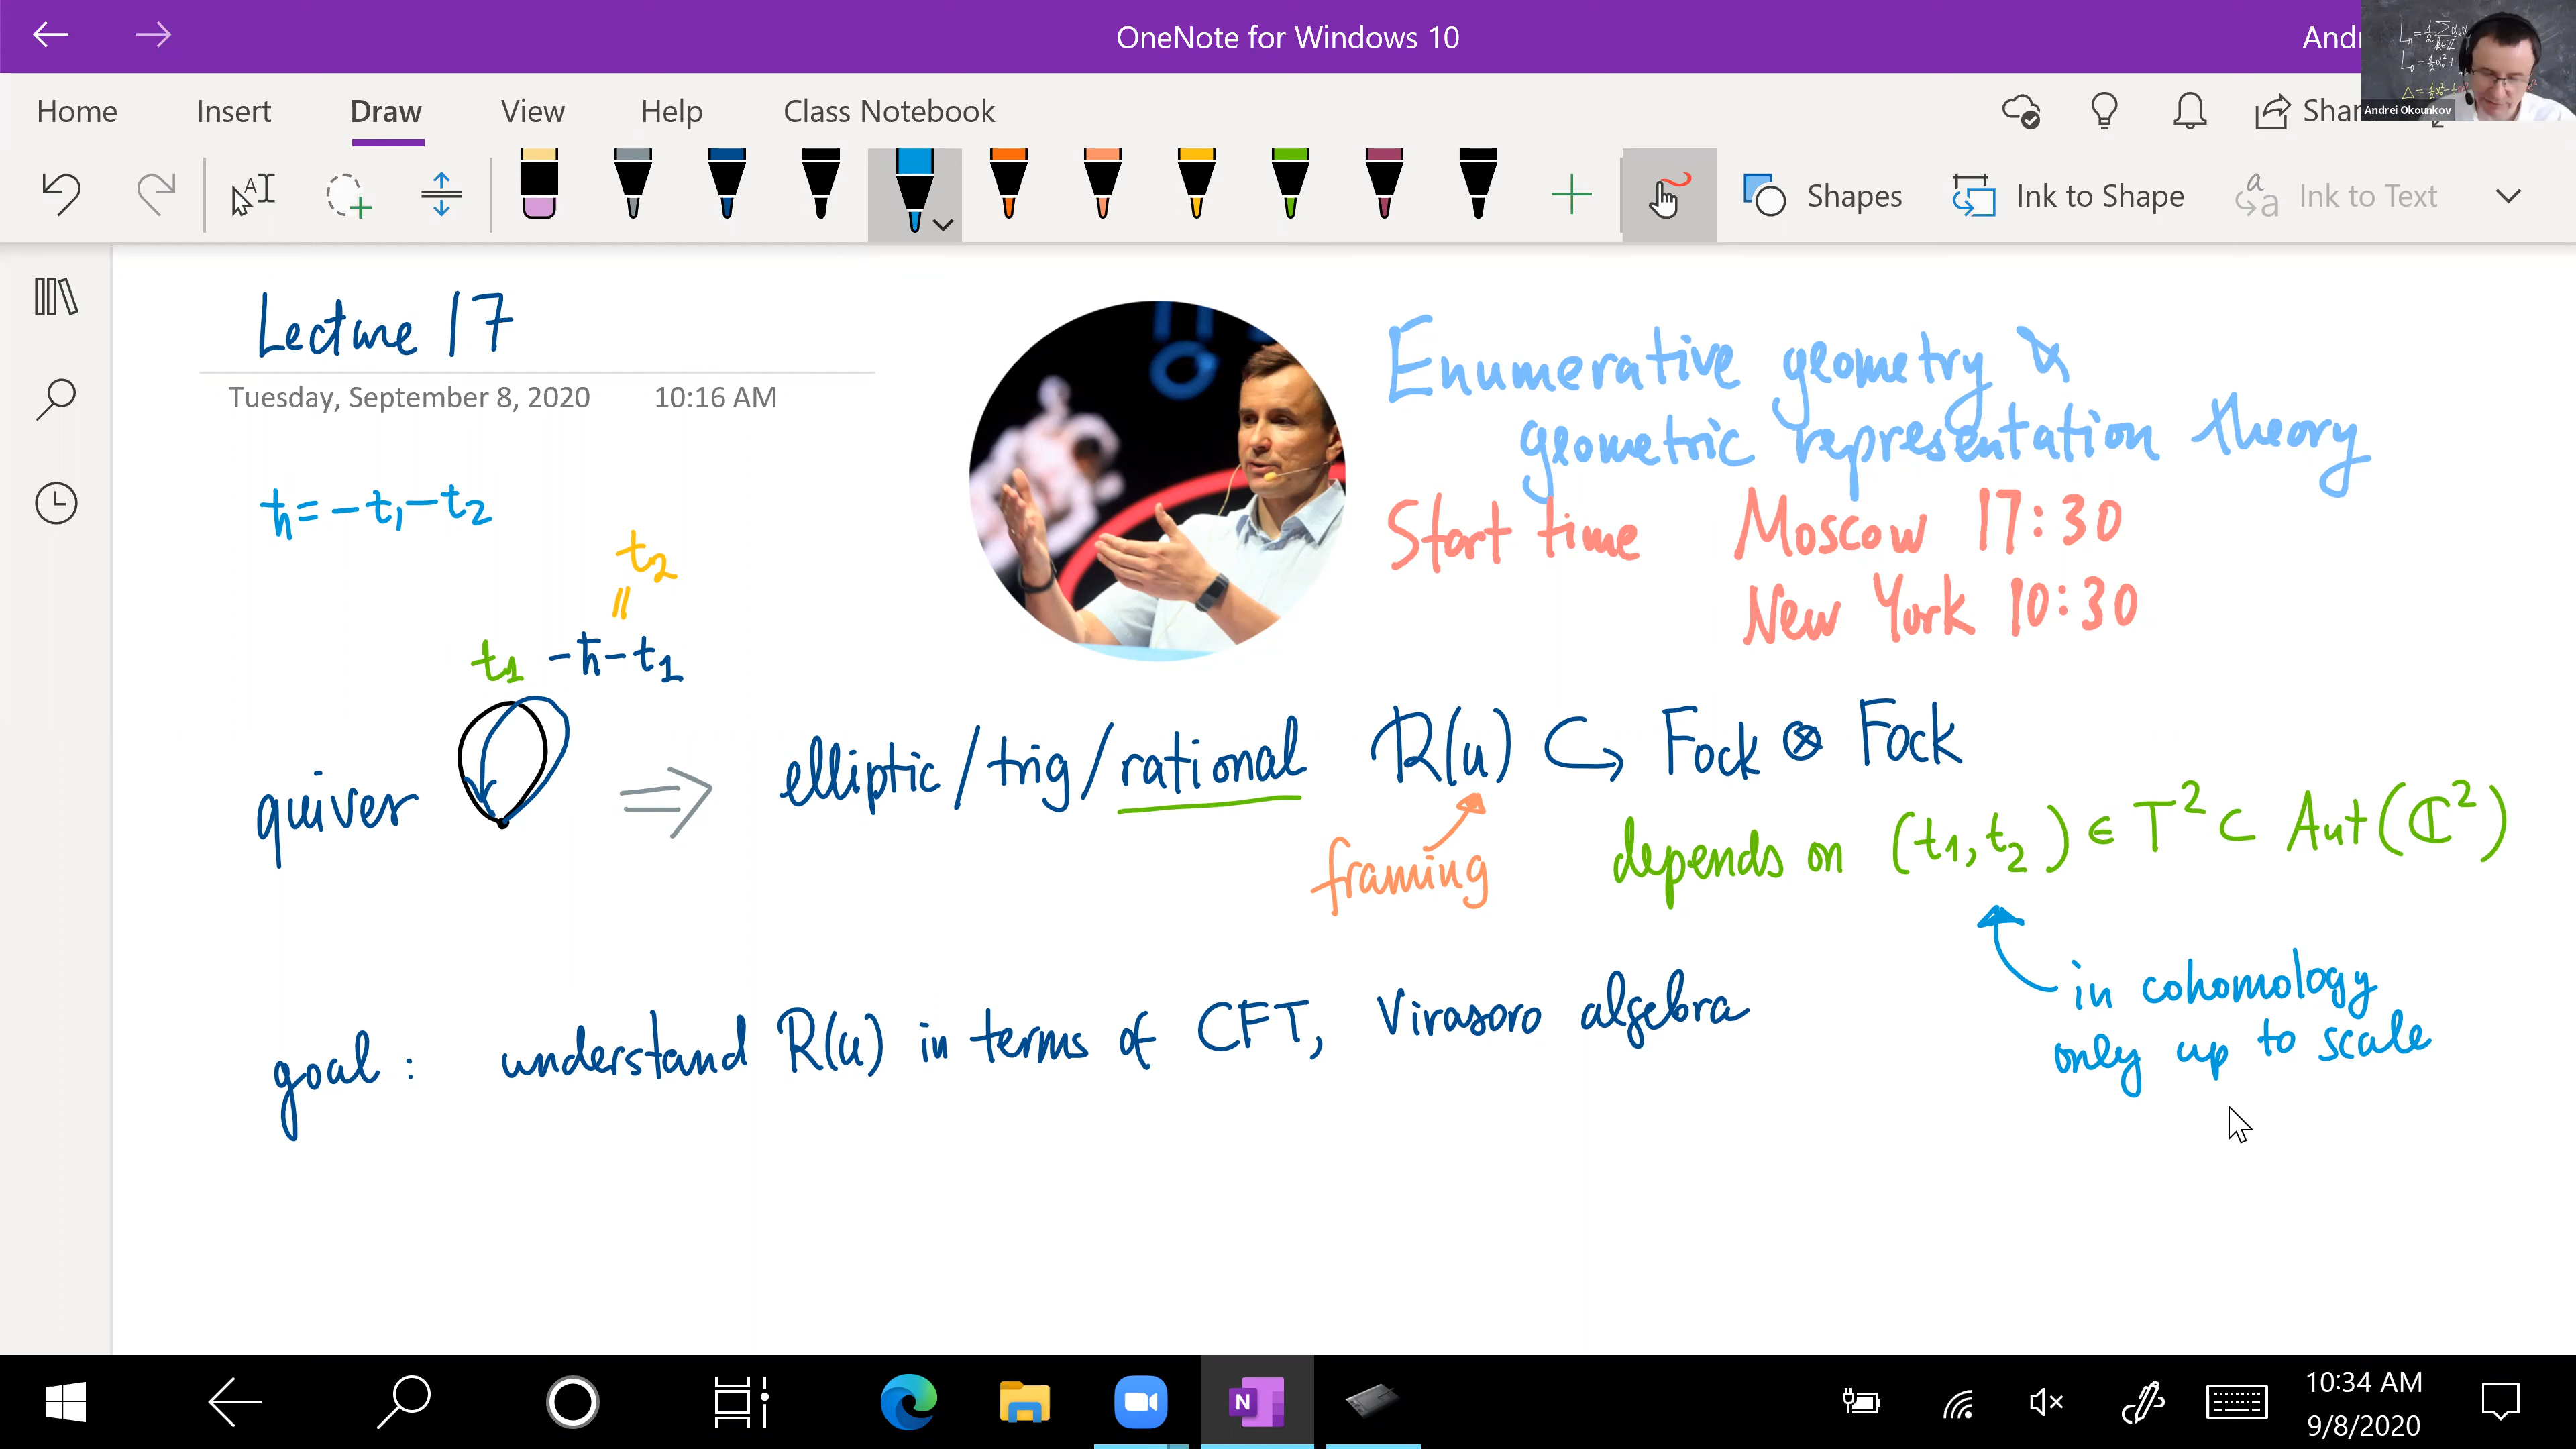 OneNote for Windows 10
Andr
Andrei Okounkov
Home Insert Draw View Help Class Notebook
Shar
Shapes Ink to Shape Ink to Text
Lecture 17
Tuesday, September 8, 2020 10:16 AM
Enumerative geometry &
geometric representation theory
Start time Moscow 17:30
New York 10:30
ħ = -t₁ -t₂
t₂
=
t₁ -ħ-t₁
quiver ⇒ elliptic/trig/rational R(u) ↪ Fock ⊗ Fock
framing
depends on (t₁, t₂) ∈ T² ⊂ Aut(ℂ²)
in cohomology
only up to scale
goal: understand R(u) in terms of CFT, Virasoro algebra
10:34 AM
9/8/2020